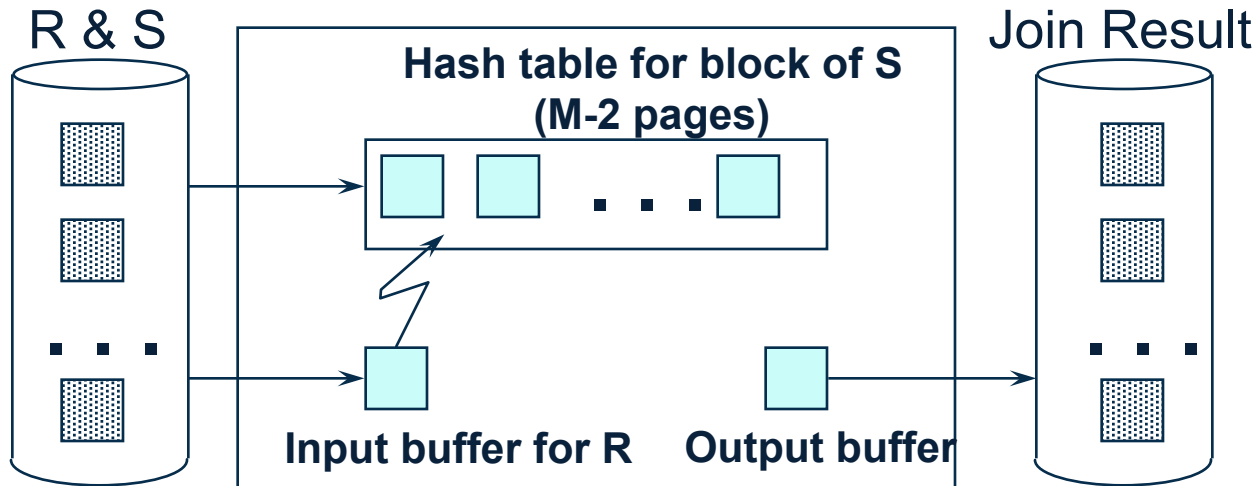 R & S
Join Result
Hash table for block of S
(M-2 pages)
. . .
. . .
. . .
Input buffer for R
Output buffer